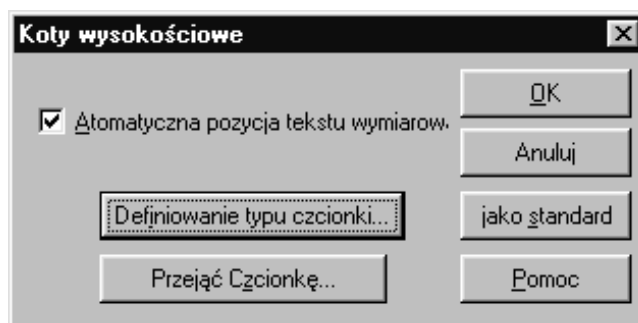 Koty wysokościowe
Atomatyczna pozycja tekstu wymiarow.
OK
Anuluj
Definiowanie typu czcionki...
jako standard
Przejąć Czcionkę...
Pomoc